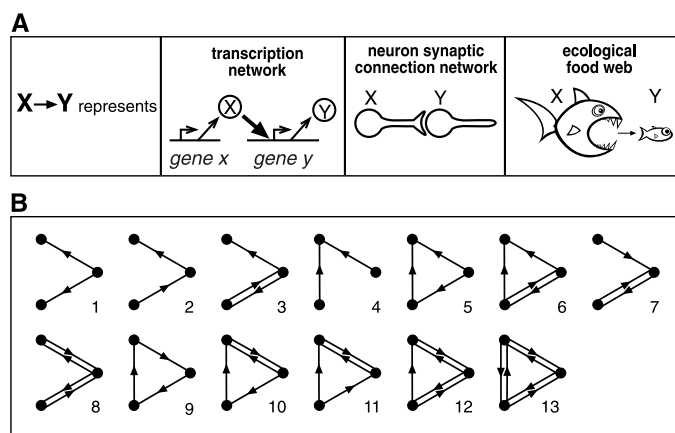 A
X→Y represents
transcription
network
X
Y
gene x
gene y
neuron synaptic
connection network
X
Y
ecological
food web
X
Y
B
1
2
3
4
5
6
7
8
9
10
11
12
13